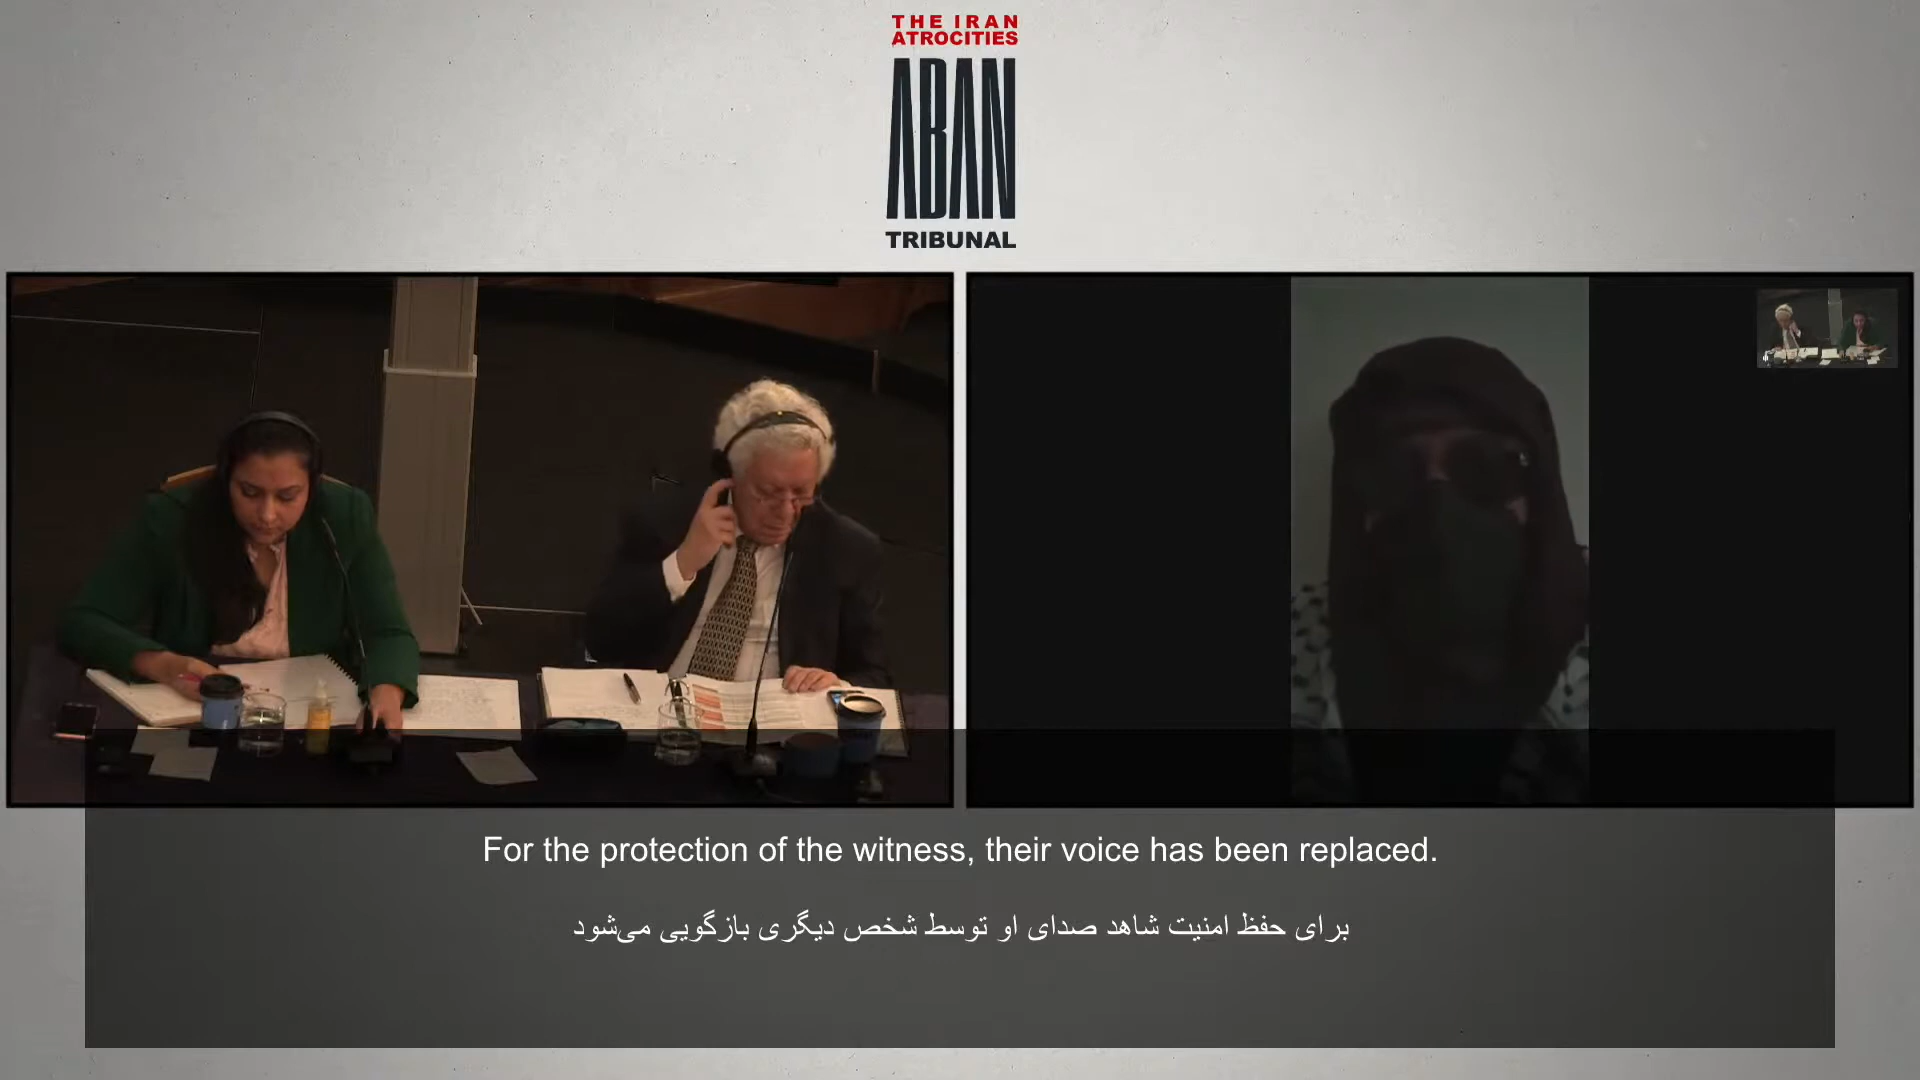 THE IRAN
ATROCITIES
ABAN
TRIBUNAL
For the protection of the witness, their voice has been replaced.
برای حفظ امنیت شاهد صدای او توسط شخص دیگری بازگویی می‌شود